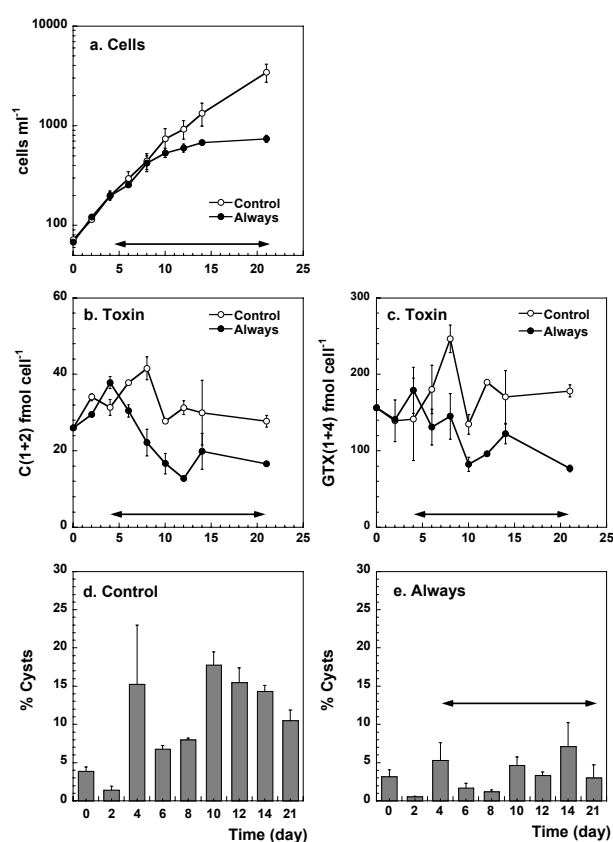 a. Cells
10000
1000
100
cells ml-1
Control
Always
0 5 10 15 20 25
b. Toxin
60
40
20
0
C(1+2) fmol cell-1
Control
Always
0 5 10 15 20 25
c. Toxin
300
200
100
0
GTX(1+4) fmol cell-1
Control
Always
0 5 10 15 20 25
d. Control
30
25
20
15
10
5
0
% Cysts
0 2 4 6 8 10 12 14 21
Time (day)
e. Always
30
25
20
15
10
5
0
% Cysts
0 2 4 6 8 10 12 14 21
Time (day)